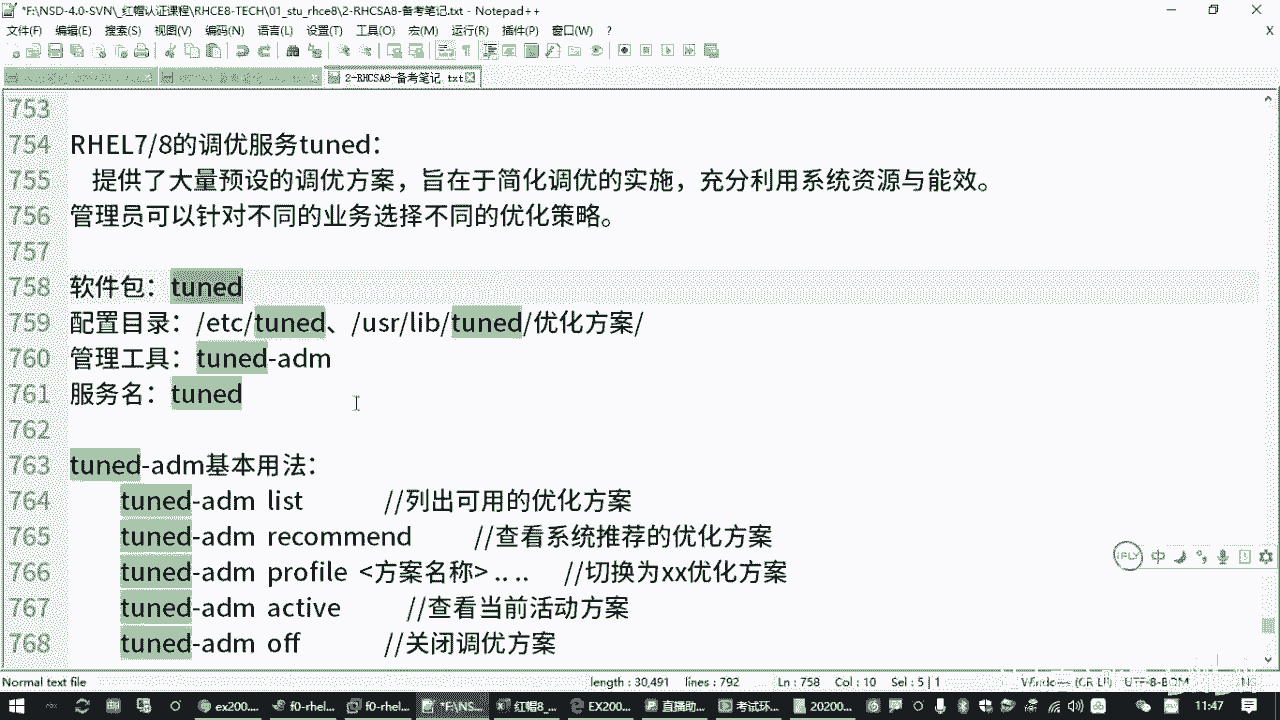 *F:\NSD-4.0-SVN\_红帽认证课程\RHCE8-TECH\01_stu_rhce8\2-RHCSA8-备考笔记.txt - Notepad++
文件(F) 编辑(E) 搜索(S) 视图(V) 编码(N) 语言(L) 设置(T) 工具(O) 宏(M) 运行(R) 插件(P) 窗口(W) ? X
2-RHCSA8-备考笔记.txt
753
754 RHEL7/8的调优服务tuned：
755 提供了大量预设的调优方案，旨在于简化调优的实施，充分利用系统资源与能效。
756 管理员可以针对不同的业务选择不同的优化策略。
757
758 软件包：tuned
759 配置目录：/etc/tuned、/usr/lib/tuned/优化方案/
760 管理工具：tuned-adm
761 服务名：tuned
762
763 tuned-adm基本用法：
764 tuned-adm list //列出可用的优化方案
765 tuned-adm recommend //查看系统推荐的优化方案
766 tuned-adm profile <方案名称> .. .. //切换为xx优化方案
767 tuned-adm active //查看当前活动方案
768 tuned-adm off //关闭调优方案
iFLY 中
Normal text file length : 30,491 lines : 792 Ln : 758 Col : 10 Sel : 5 | 1 UTF-8-BOM
ex200... f0-rhel... f0-rhel... *F:\N... 红帽8_... EX200... 直播助... 考试环... 20200... 11:47